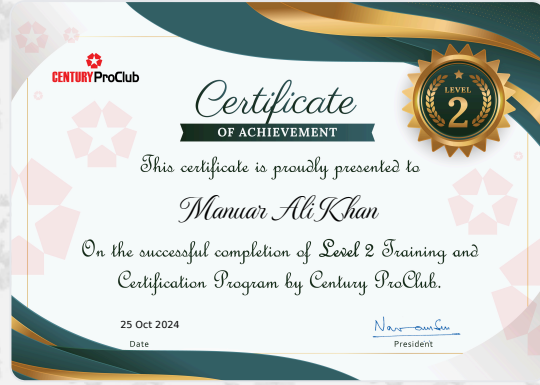 CENTURY ProClub
Certificate
OF ACHIEVEMENT
LEVEL
2
This certificate is proudly presented to
Manuar Ali Khan
On the successful completion of Level 2 Training and
Certification Program by Century ProClub.
25 Oct 2024
Date
President